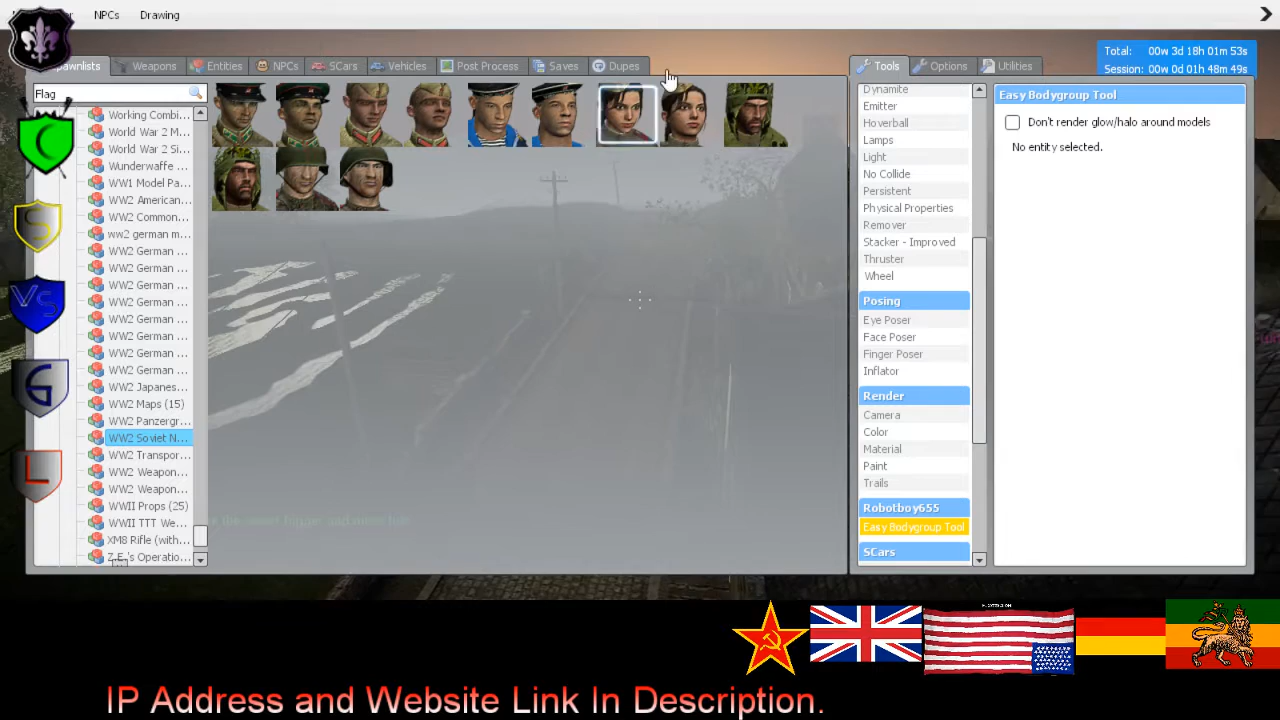 NPCs Drawing
Total: 00w 3d 18h 01m 53s
Session: 00w 0d 01h 48m 49s
Weapons Entities NPCs SCars Vehicles Post Process Saves Dupes
Tools Options Utilities
Flag
Working Combi...
World War 2 M...
World War 2 Si...
Wunderwaffe ...
WW1 Model Pa...
WW2 American...
WW2 Common...
ww2 german m...
WW2 German ...
WW2 German ...
WW2 German ...
WW2 German ...
WW2 German ...
WW2 German ...
WW2 German ...
WW2 German ...
WW2 Japanes...
WW2 Maps (15)
WW2 Panzergr...
WW2 Soviet N...
WW2 Transpor...
WW2 Weapon...
WW2 Weapon...
WWII Props (25)
WWII TTT We...
XM8 Rifle (with...
Z.E.'s Operatio...
S
VS
G
L
Dynamite
Emitter
Hoverball
Lamps
Light
No Collide
Persistent
Physical Properties
Remover
Stacker - Improved
Thruster
Wheel
Posing
Eye Poser
Face Poser
Finger Poser
Inflator
Render
Camera
Color
Material
Paint
Trails
Robotboy655
Easy Bodygroup Tool
SCars
Easy Bodygroup Tool
Don't render glow/halo around models
No entity selected.
IP Address and Website Link In Description.